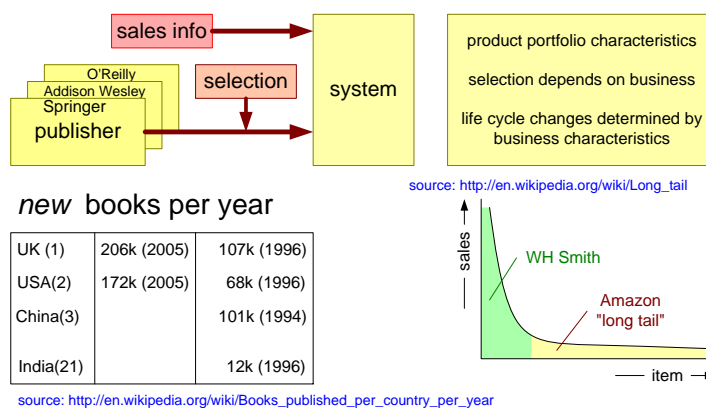 sales info
O'Reilly
Addison Wesley
Springer
publisher
selection
system
product portfolio characteristics
selection depends on business
life cycle changes determined by
business characteristics
source: http://en.wikipedia.org/wiki/Long_tail
new books per year
UK (1) 206k (2005) 107k (1996)
USA(2) 172k (2005) 68k (1996)
China(3) 101k (1994)
India(21) 12k (1996)
source: http://en.wikipedia.org/wiki/Books_published_per_country_per_year
sales
WH Smith
Amazon
"long tail"
item